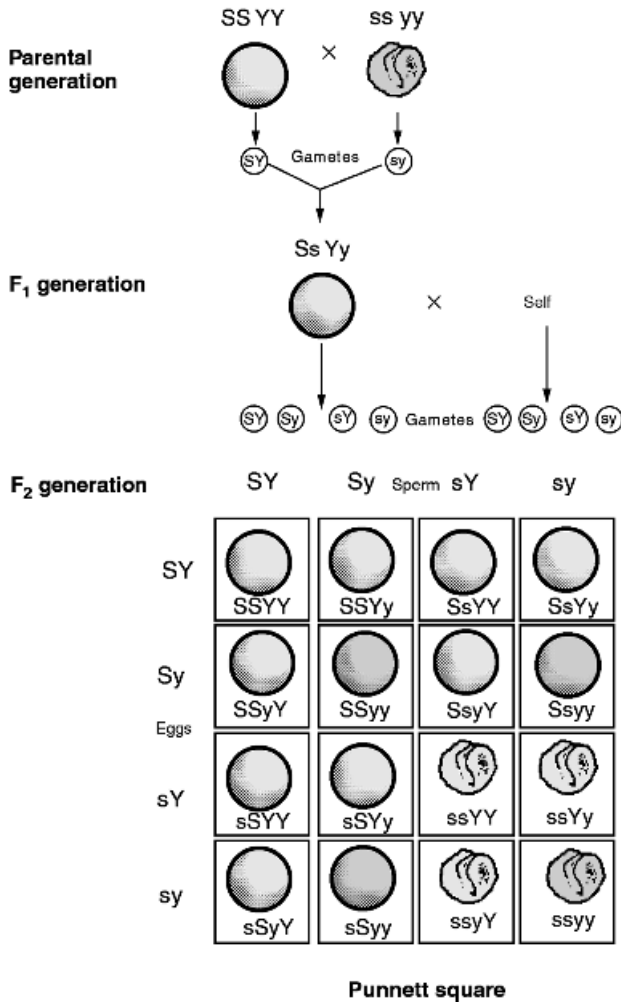 SS YY ss yy
Parental
generation
×
SY Gametes sy
Ss Yy
F1 generation
× Self
SY Sy sY sy Gametes SY Sy sY sy
F2 generation SY Sy Sperm sY sy
SY
SSYY SSYy SsYY SsYy
Sy
SSyY SSyy SsyY Ssyy
Eggs
sY
sSYY sSYy ssYY ssYy
sy
sSyY sSyy ssyY ssyy
Punnett square